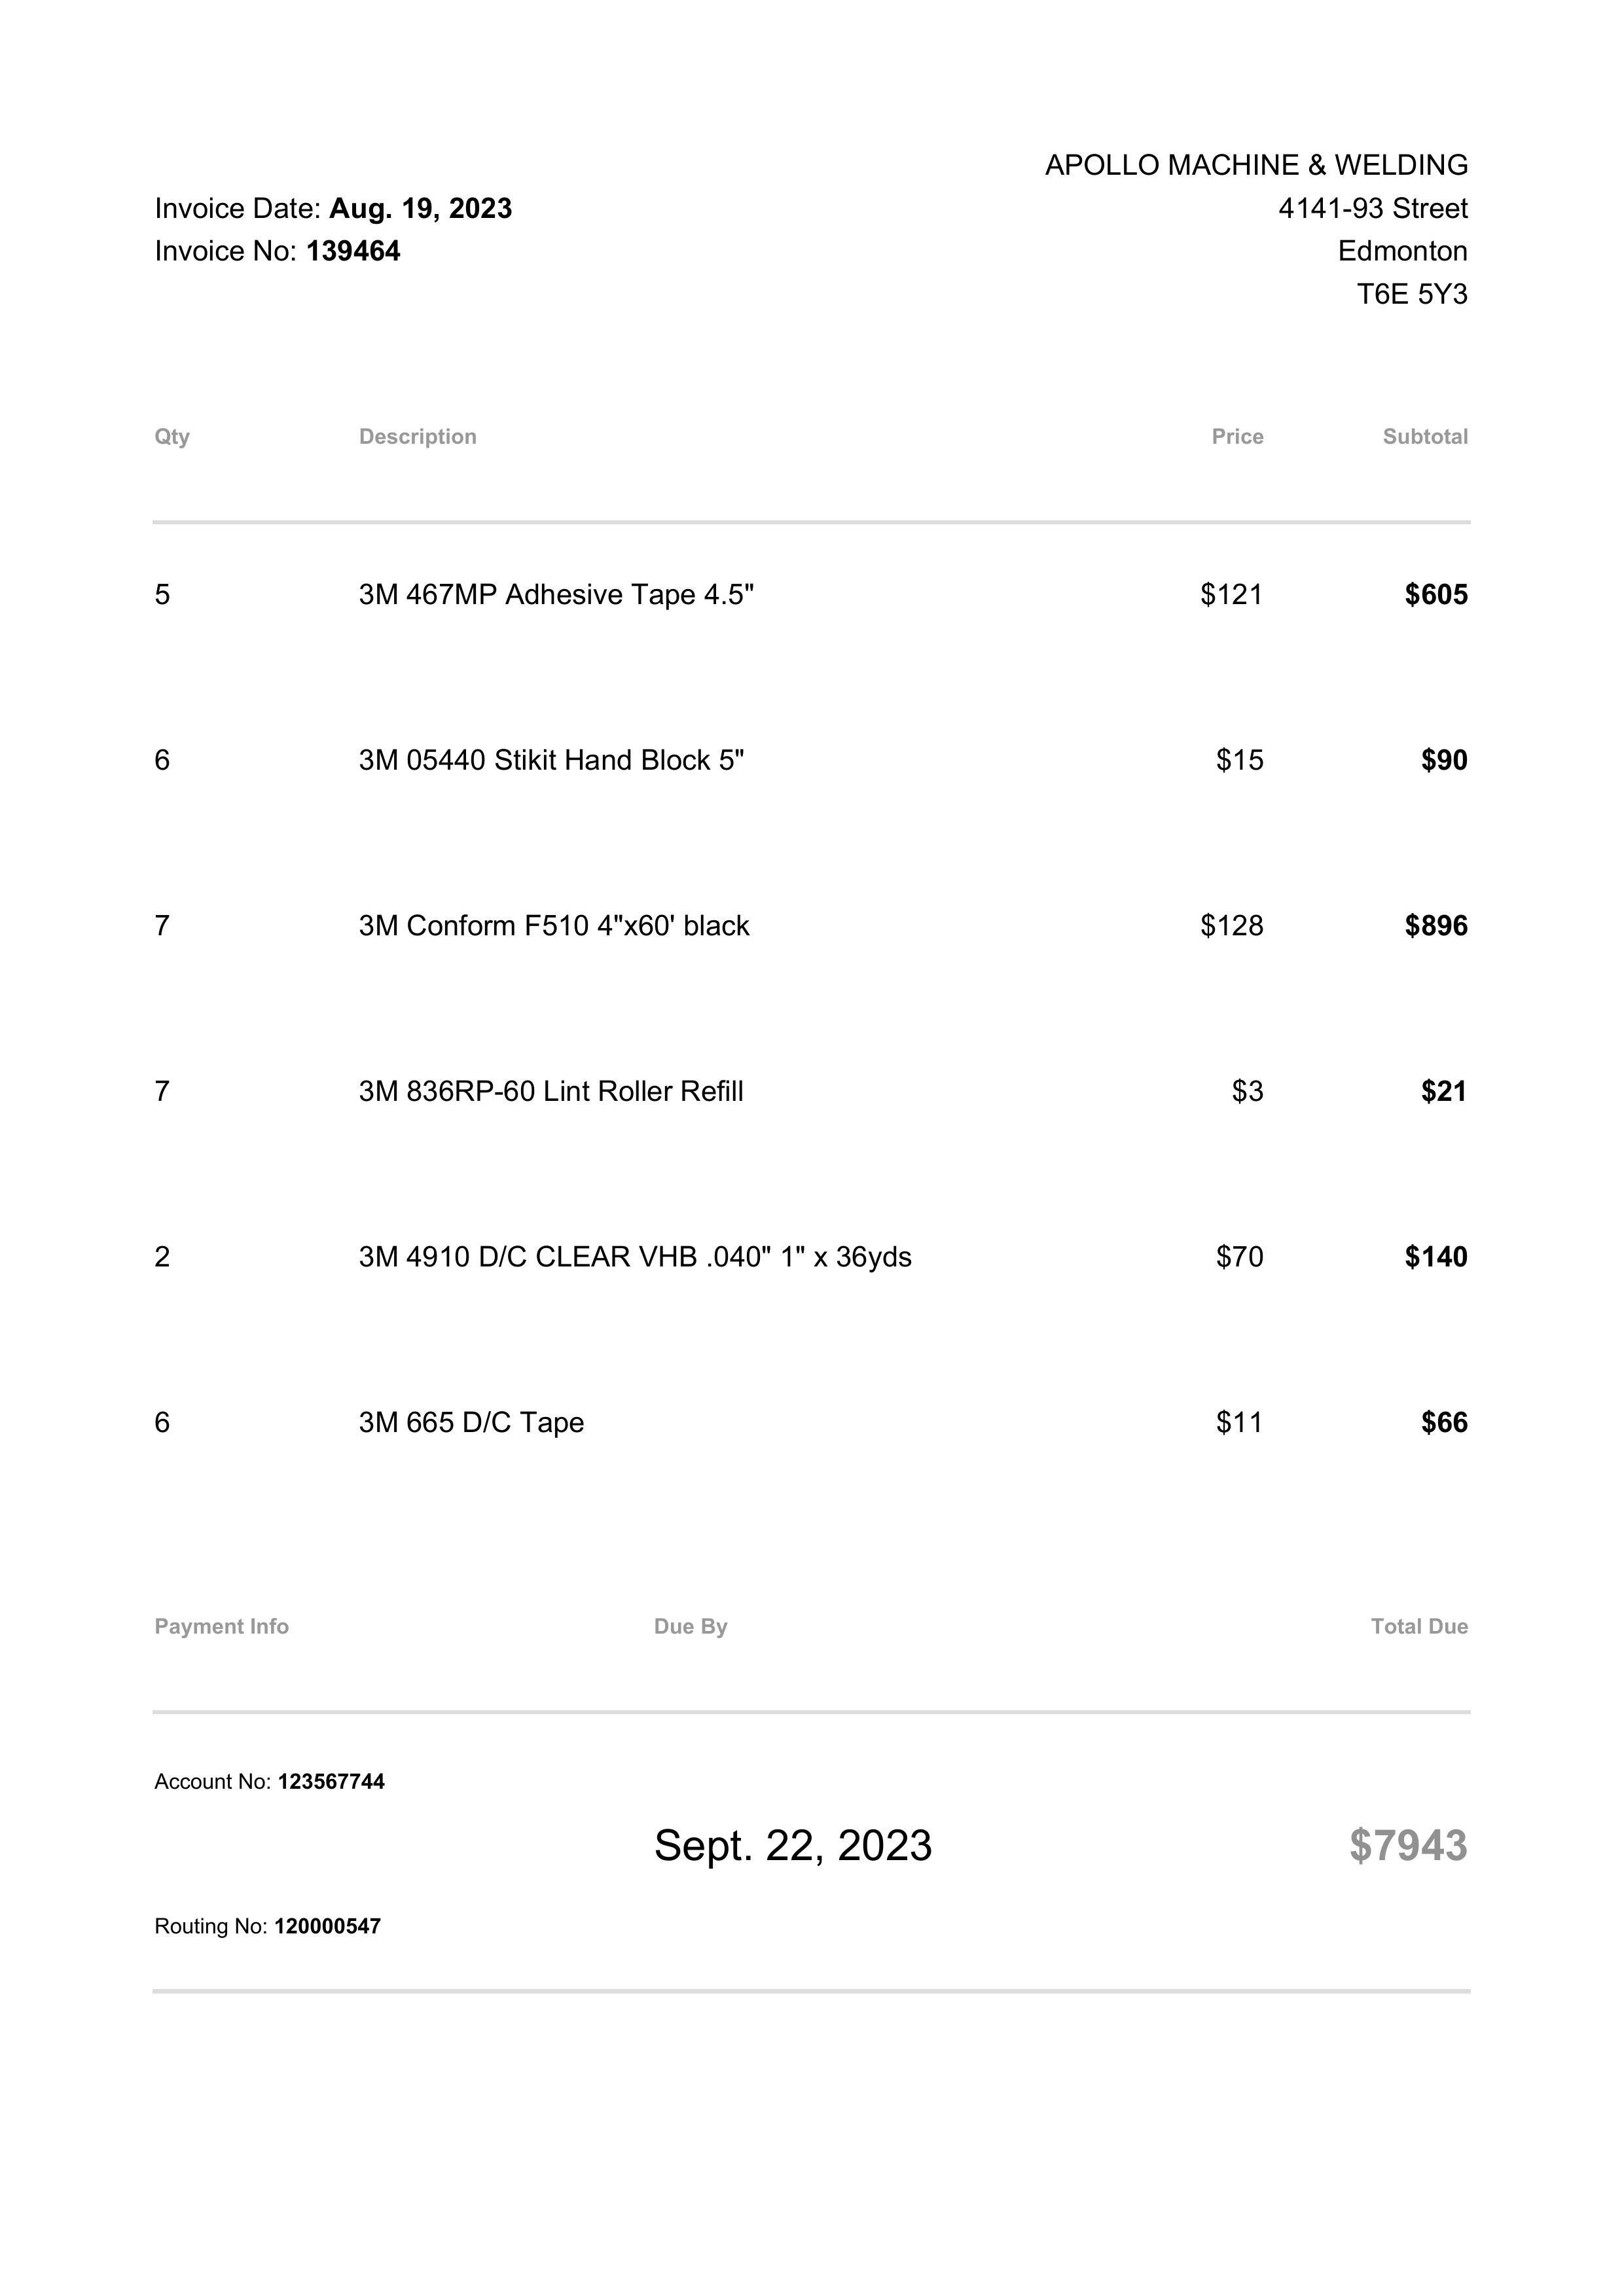 APOLLO MACHINE & WELDING
Invoice Date: Aug. 19, 2023
4141-93 Street
Invoice No: 139464
Edmonton
T6E 5Y3
Qty Description Price Subtotal
5 3M 467MP Adhesive Tape 4.5" $121 $605
6 3M 05440 Stikit Hand Block 5" $15 $90
7 3M Conform F510 4"x60' black $128 $896
7 3M 836RP-60 Lint Roller Refill $3 $21
2 3M 4910 D/C CLEAR VHB .040" 1" x 36yds $70 $140
6 3M 665 D/C Tape $11 $66
Payment Info Due By Total Due
Account No: 123567744
Sept. 22, 2023 $7943
Routing No: 120000547